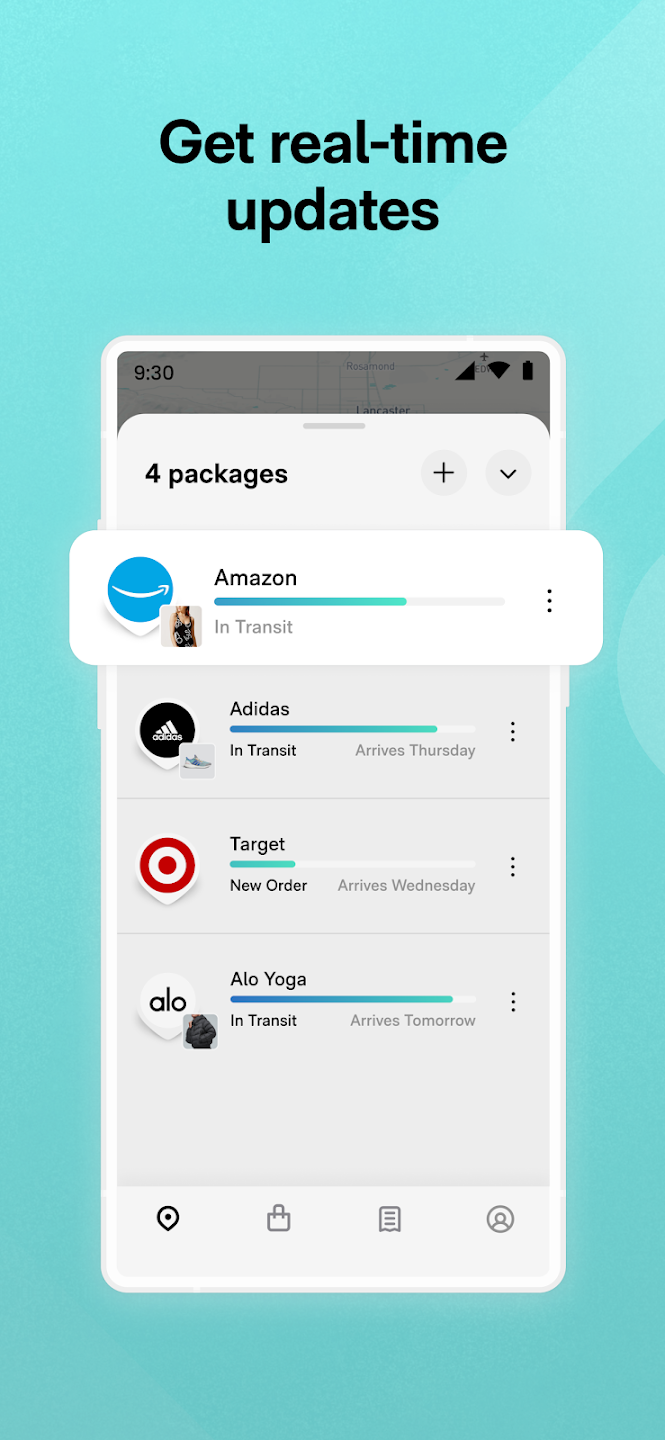 Get real-time
updates
9:30
Rosamond
Lancaster
4 packages
Amazon
In Transit
adidas
Adidas
In Transit
Arrives Thursday
Target
New Order
Arrives Wednesday
alo
Alo Yoga
In Transit
Arrives Tomorrow